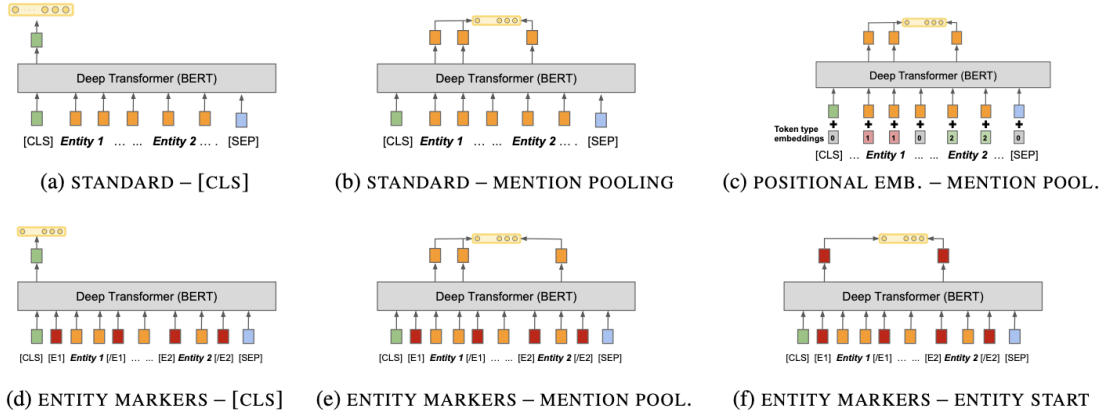 Deep Transformer (BERT)
[CLS] Entity 1 ... ... Entity 2 ... . [SEP]
(a) STANDARD – [CLS]
Deep Transformer (BERT)
[CLS] Entity 1 ... ... Entity 2 ... . [SEP]
(b) STANDARD – MENTION POOLING
Deep Transformer (BERT)
Token type
embeddings
0 1 1 0 2 2 0
[CLS] ... Entity 1 ... ... Entity 2 ... [SEP]
(c) POSITIONAL EMB. – MENTION POOL.
Deep Transformer (BERT)
[CLS] [E1] Entity 1 [/E1] ... ... [E2] Entity 2 [/E2] [SEP]
(d) ENTITY MARKERS – [CLS]
Deep Transformer (BERT)
[CLS] [E1] Entity 1 [/E1] ... ... [E2] Entity 2 [/E2] [SEP]
(e) ENTITY MARKERS – MENTION POOL.
Deep Transformer (BERT)
[CLS] [E1] Entity 1 [/E1] ... ... [E2] Entity 2 [/E2] [SEP]
(f) ENTITY MARKERS – ENTITY START